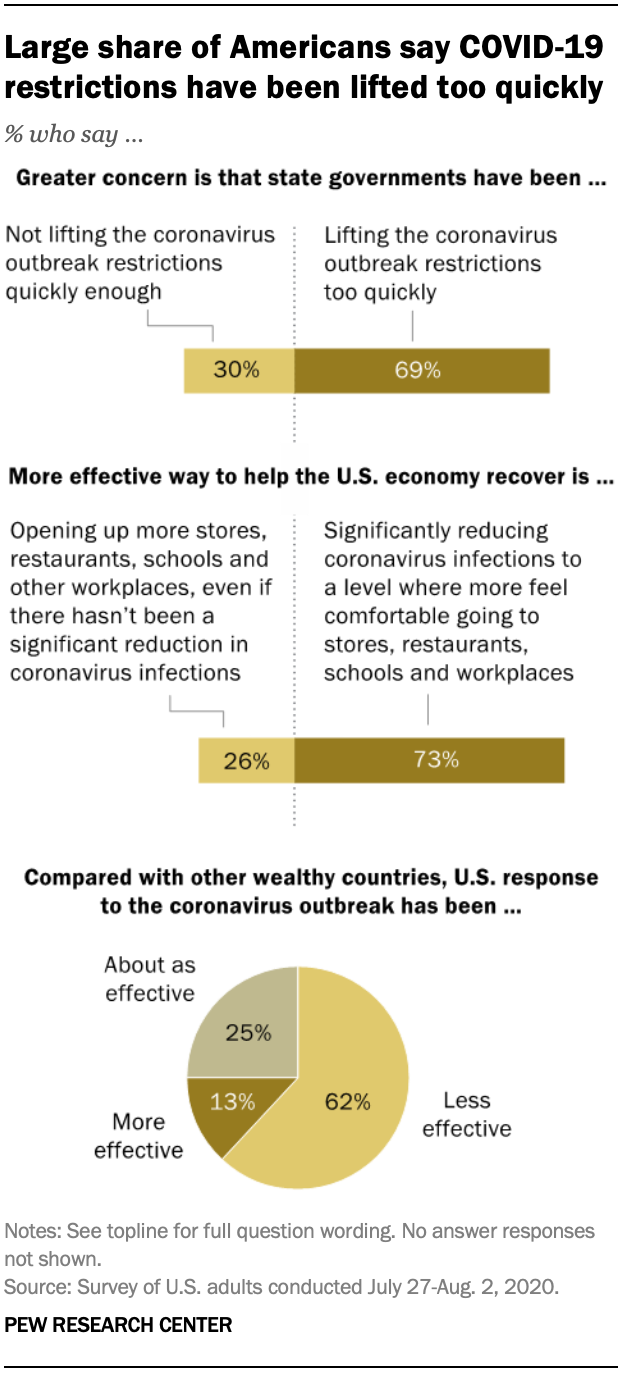 Large share of Americans say COVID-19
restrictions have been lifted too quickly
% who say ...
Greater concern is that state governments have been ...
Not lifting the coronavirus
outbreak restrictions
quickly enough
Lifting the coronavirus
outbreak restrictions
too quickly
30%
69%
More effective way to help the U.S. economy recover is ...
Opening up more stores,
restaurants, schools and
other workplaces, even if
there hasn't been a
significant reduction in
coronavirus infections
Significantly reducing
coronavirus infections to
a level where more feel
comfortable going to
stores, restaurants,
schools and workplaces
26%
73%
Compared with other wealthy countries, U.S. response
to the coronavirus outbreak has been ...
About as
effective
25%
13%
62%
More
effective
Less
effective
Notes: See topline for full question wording. No answer responses
not shown.
Source: Survey of U.S. adults conducted July 27-Aug. 2, 2020.
PEW RESEARCH CENTER